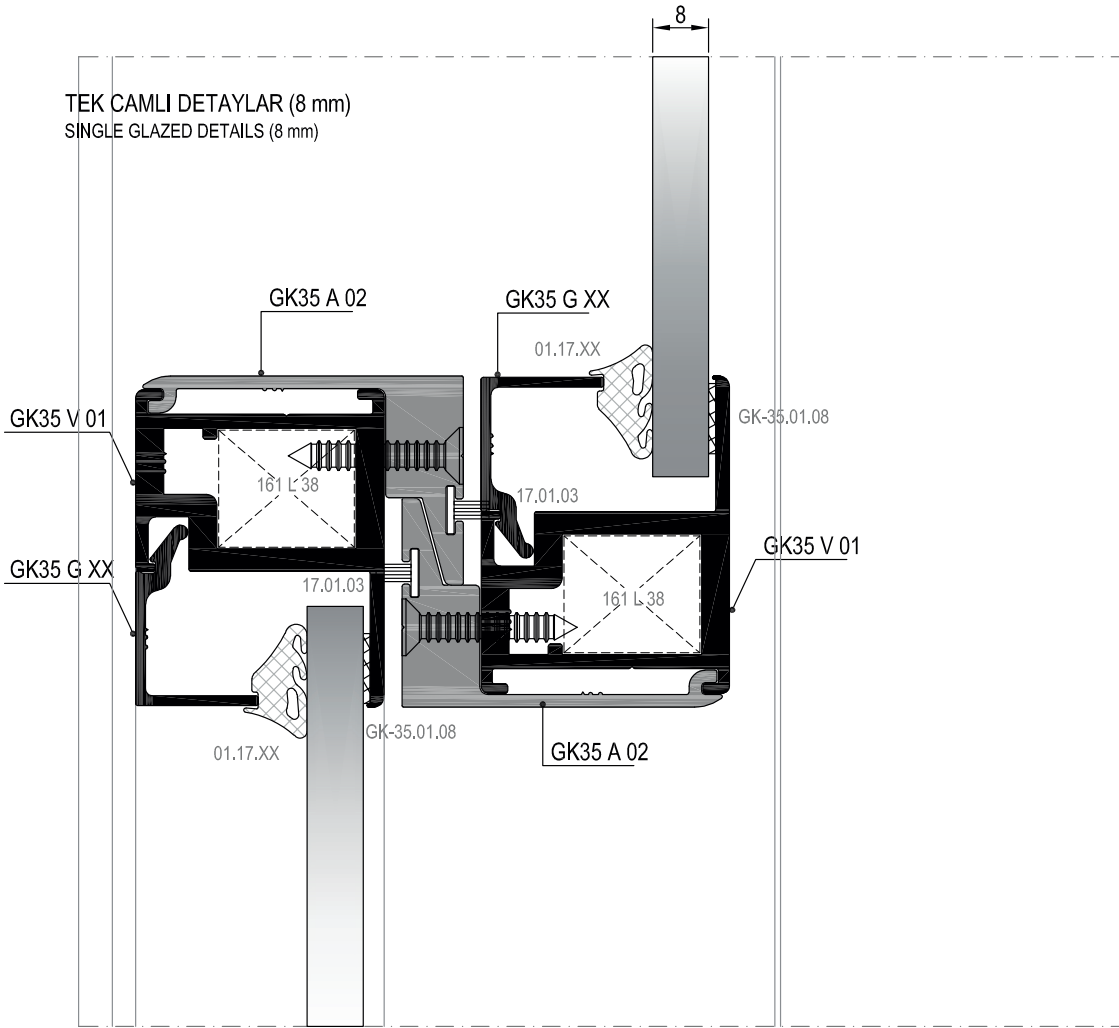 8
TEK CAMLI DETAYLAR (8 mm)
SINGLE GLAZED DETAILS (8 mm)
GK35 A 02
GK35 G XX
01.17.XX
GK35 V 01
GK-35.01.08
161 L 38
17.01.03
GK35 V 01
GK35 G XX
17.01.03
161 L 38
GK-35.01.08
01.17.XX
GK35 A 02